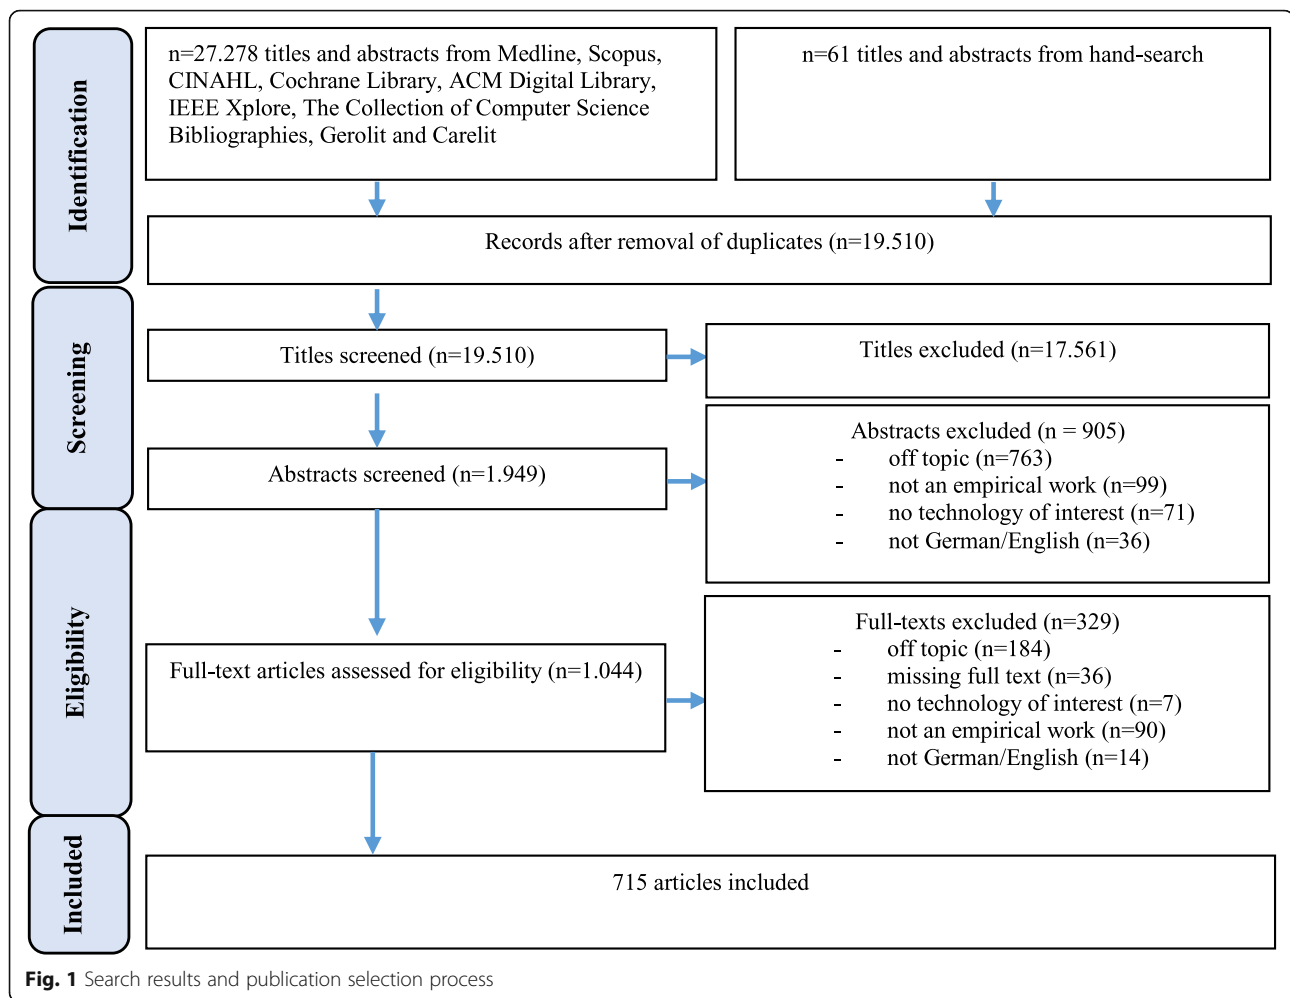 Identification
n=27.278 titles and abstracts from Medline, Scopus,
CINAHL, Cochrane Library, ACM Digital Library,
IEEE Xplore, The Collection of Computer Science
Bibliographies, Gerolit and Carelit
n=61 titles and abstracts from hand-search
Records after removal of duplicates (n=19.510)
Screening
Titles screened (n=19.510)
Titles excluded (n=17.561)
Abstracts screened (n=1.949)
Abstracts excluded (n = 905)
- off topic (n=763)
- not an empirical work (n=99)
- no technology of interest (n=71)
- not German/English (n=36)
Eligibility
Full-text articles assessed for eligibility (n=1.044)
Full-texts excluded (n=329)
- off topic (n=184)
- missing full text (n=36)
- no technology of interest (n=7)
- not an empirical work (n=90)
- not German/English (n=14)
Included
715 articles included
Fig. 1 Search results and publication selection process